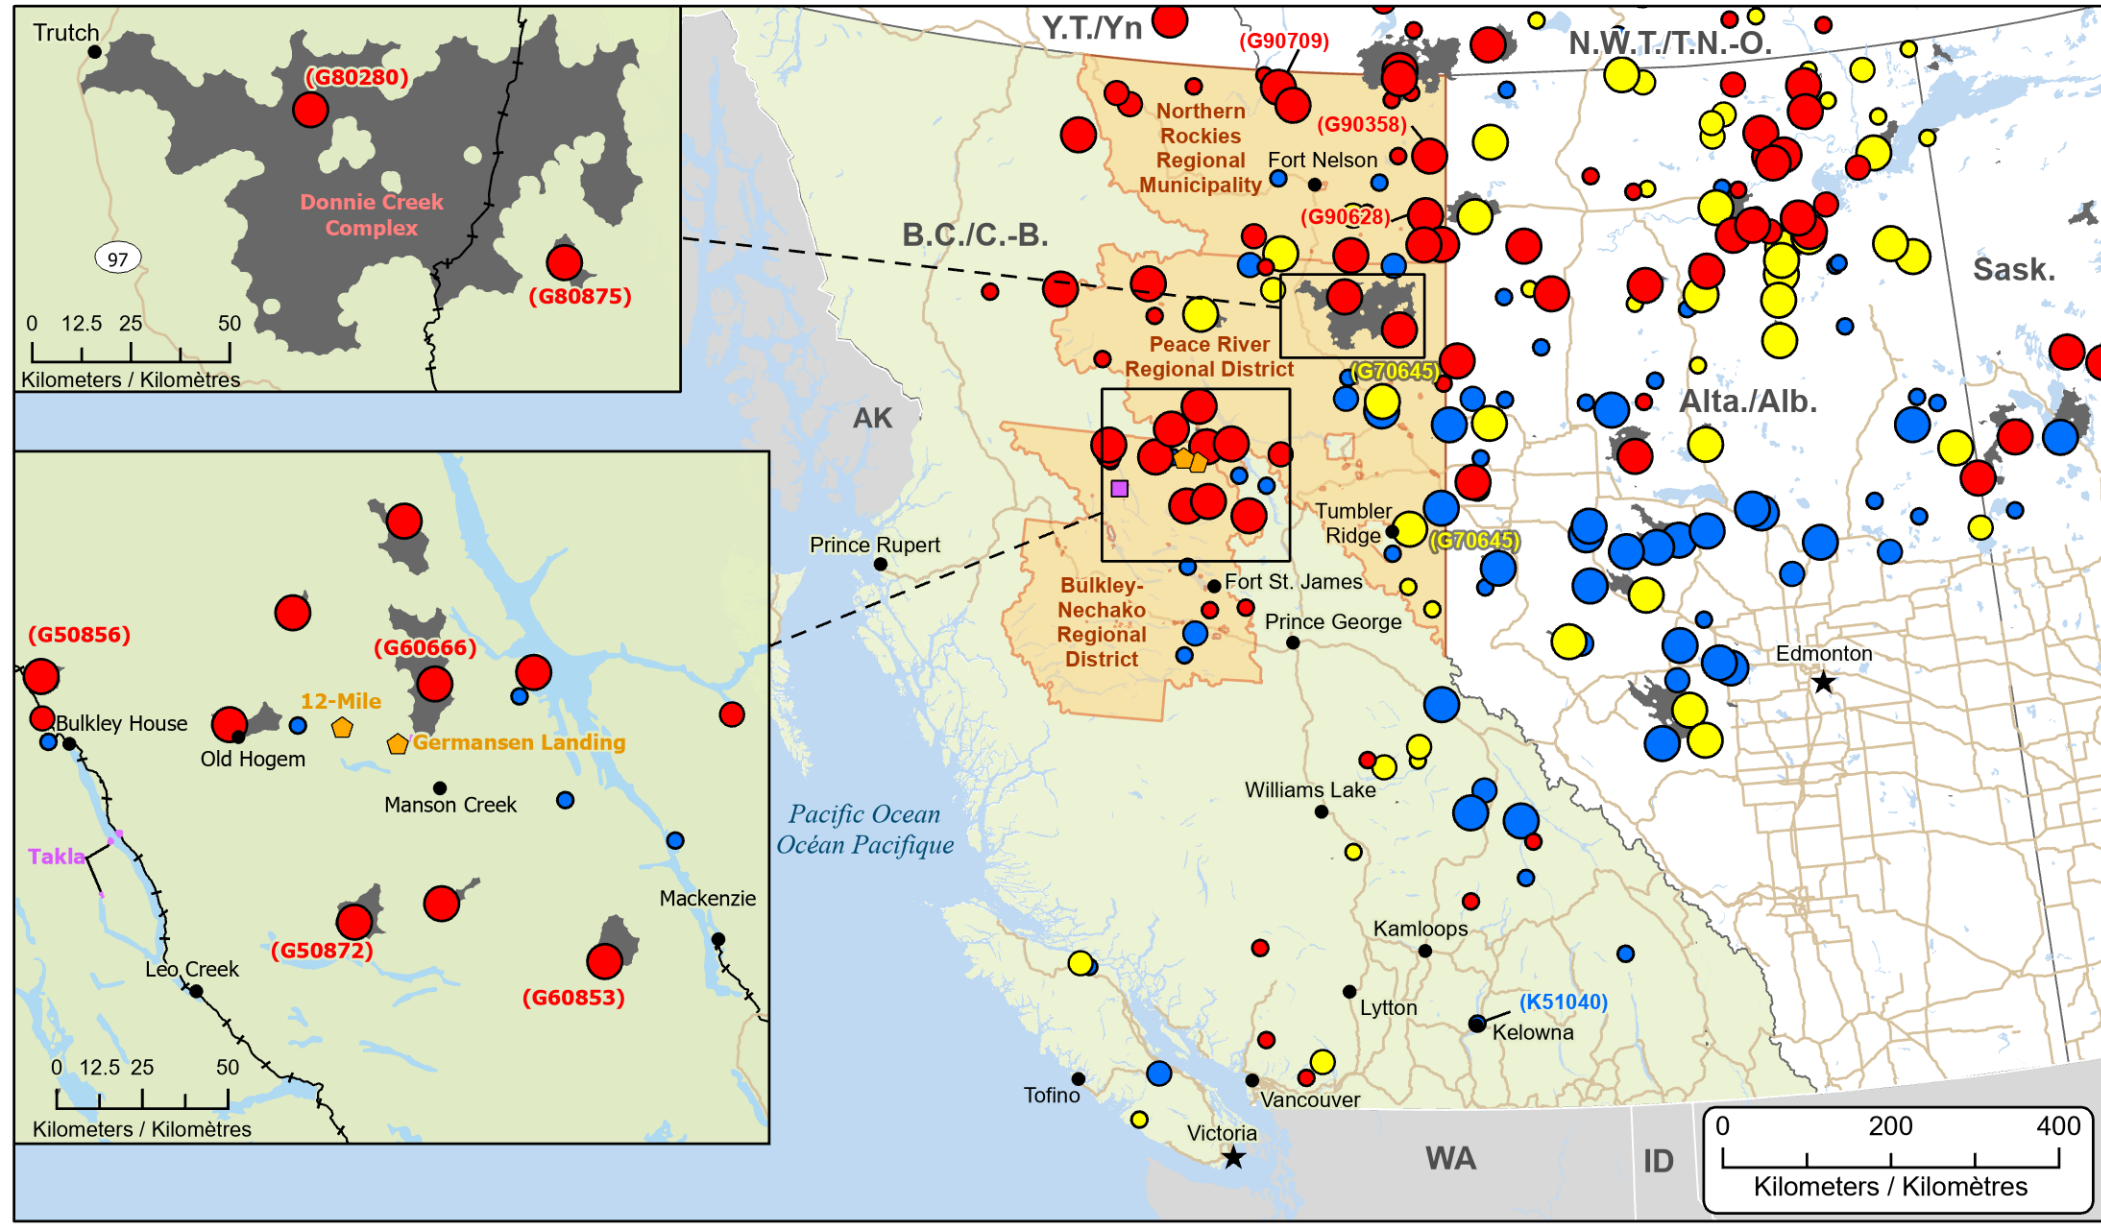 Trutch
(G80280)
Donnie Creek
Complex
97
(G80875)
0 12.5 25 50
Kilometers / Kilomètres
(G50856)
(G60666)
12-Mile
Bulkley House
Old Hogem
Germansen Landing
Manson Creek
Takla
Mackenzie
(G50872)
Leo Creek
(G60853)
0 12.5 25 50
Kilometers / Kilomètres
Y.T./Yn
(G90709)
N.W.T./T.N.-O.
Northern
Rockies
Regional
Municipality
(G90358)
Fort Nelson
(G90628)
B.C./C.-B.
Sask.
Peace River
Regional District
(G70645)
Alta./Alb.
AK
Tumbler
Ridge
(G70645)
Prince Rupert
Bulkley-
Nechako
Regional
District
Fort St. James
Prince George
Edmonton
Williams Lake
Pacific Ocean
Océan Pacifique
Kamloops
Lytton
(K51040)
Kelowna
Tofino
Vancouver
Victoria
WA
ID
0 200 400
Kilometers / Kilomètres